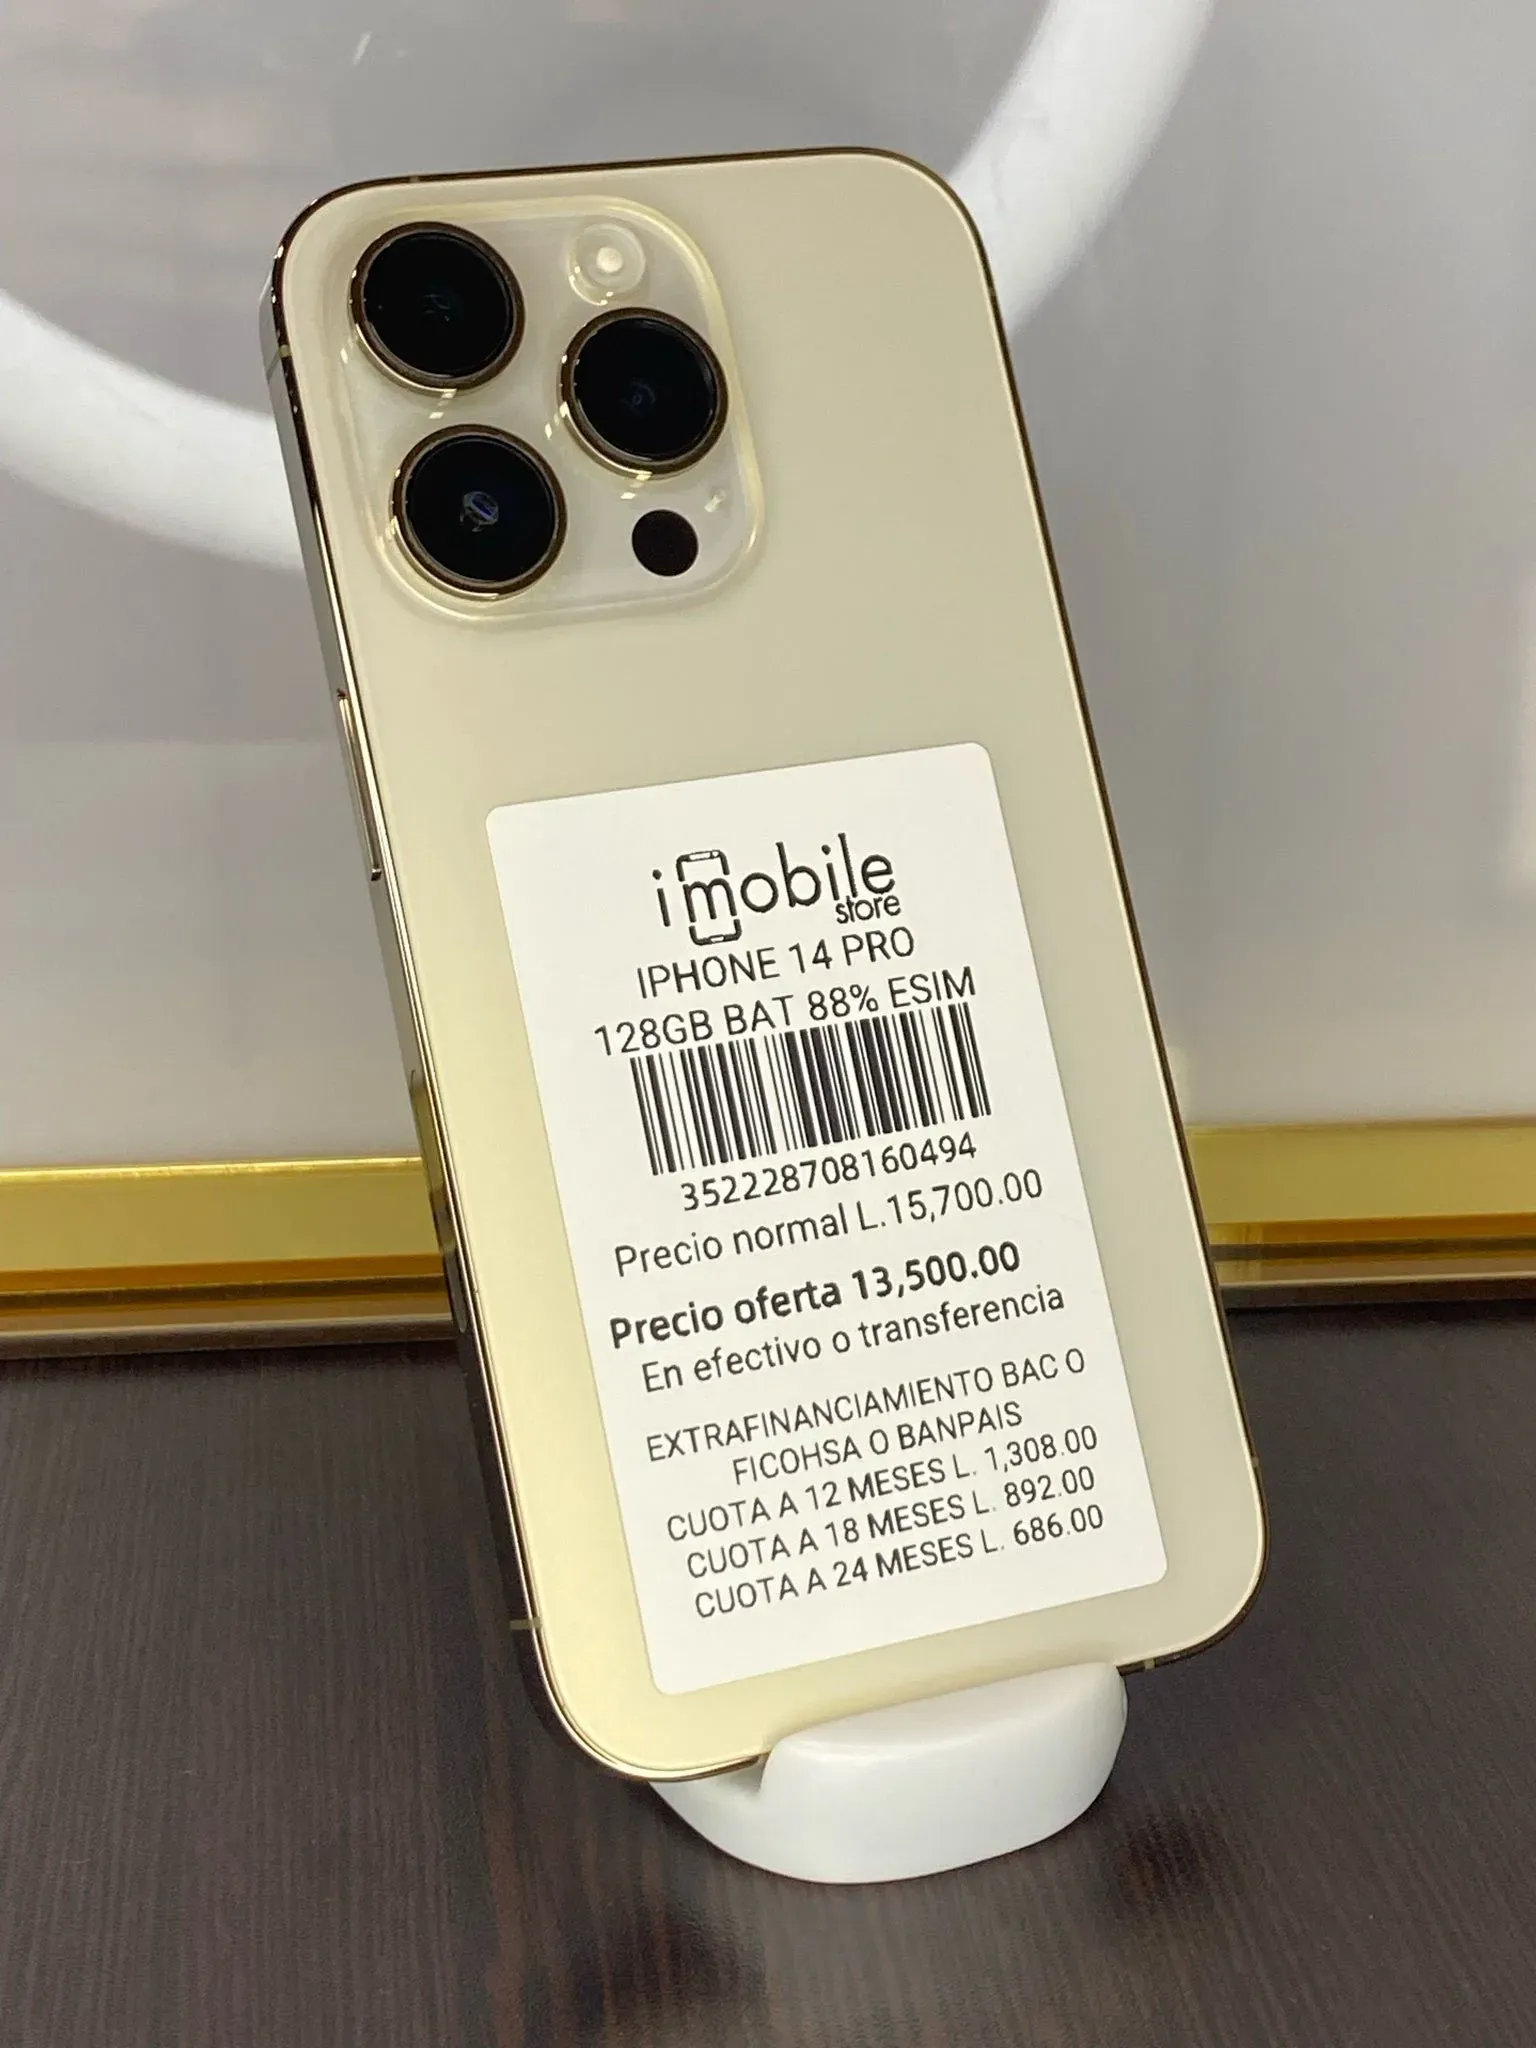 imobile
store
IPHONE 14 PRO
128GB BAT 88% ESIM
352228708160494
Precio normal L.15,700.00
Precio oferta 13,500.00
En efectivo o transferencia
EXTRAFINANCIAMIENTO BAC O
FICOHSA O BANPAIS
CUOTA A 12 MESES L. 1,308.00
CUOTA A 18 MESES L. 892.00
CUOTA A 24 MESES L. 686.00